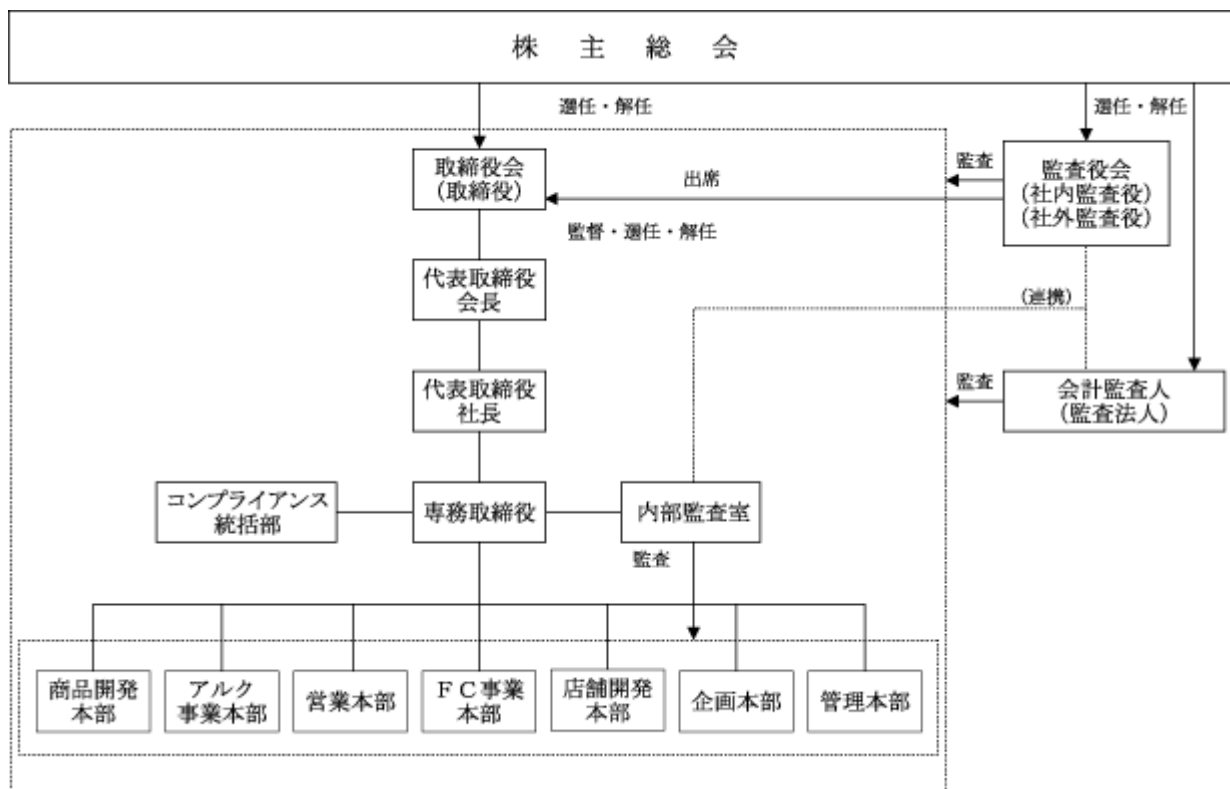 株主総会
選任・解任
選任・解任
取締役会
(取締役)
監査
出席
監査役会
(社内監査役)
(社外監査役)
監督・選任・解任
代表取締役
会長
(連携)
代表取締役
社長
監査
会計監査人
(監査法人)
コンプライアンス
統括部
専務取締役
内部監査室
監査
商品開発
本部
アルク
事業本部
営業本部
FC事業
本部
店舗開発
本部
企画本部
管理本部